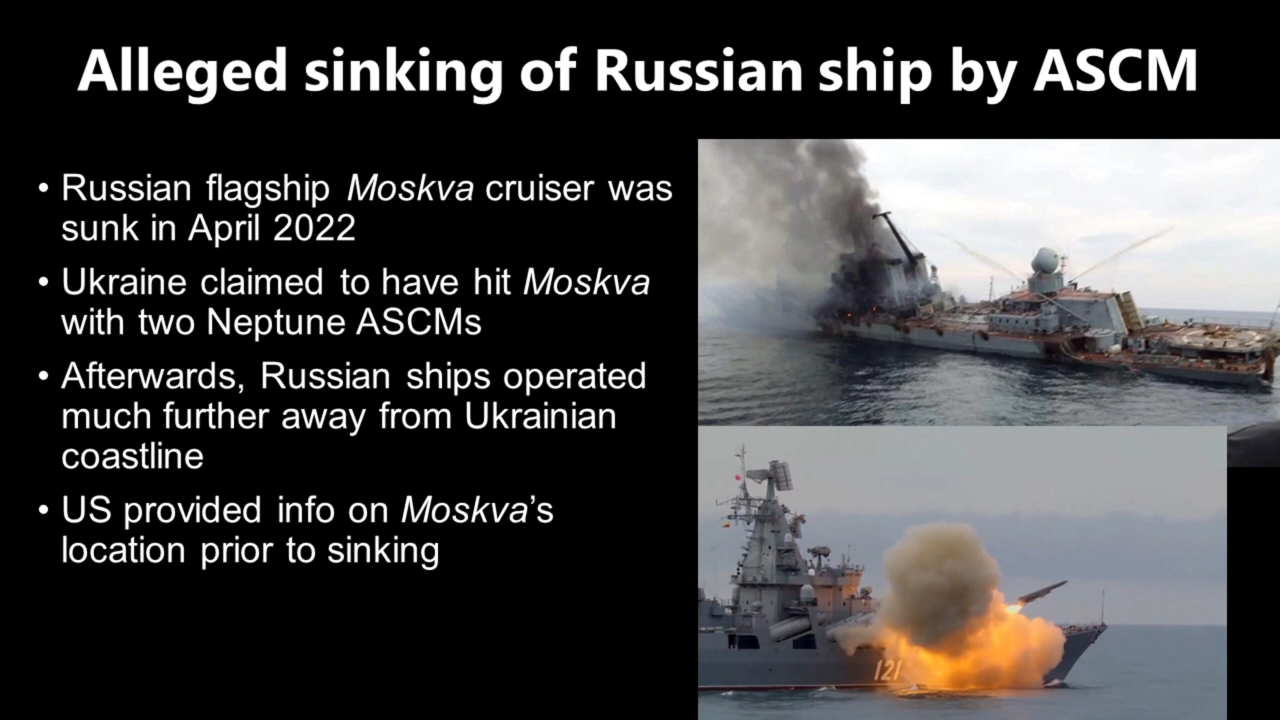 Alleged sinking of Russian ship by ASCM
• Russian flagship Moskva cruiser was
sunk in April 2022
• Ukraine claimed to have hit Moskva
with two Neptune ASCMs
• Afterwards, Russian ships operated
much further away from Ukrainian
coastline
• US provided info on Moskva’s
location prior to sinking
121